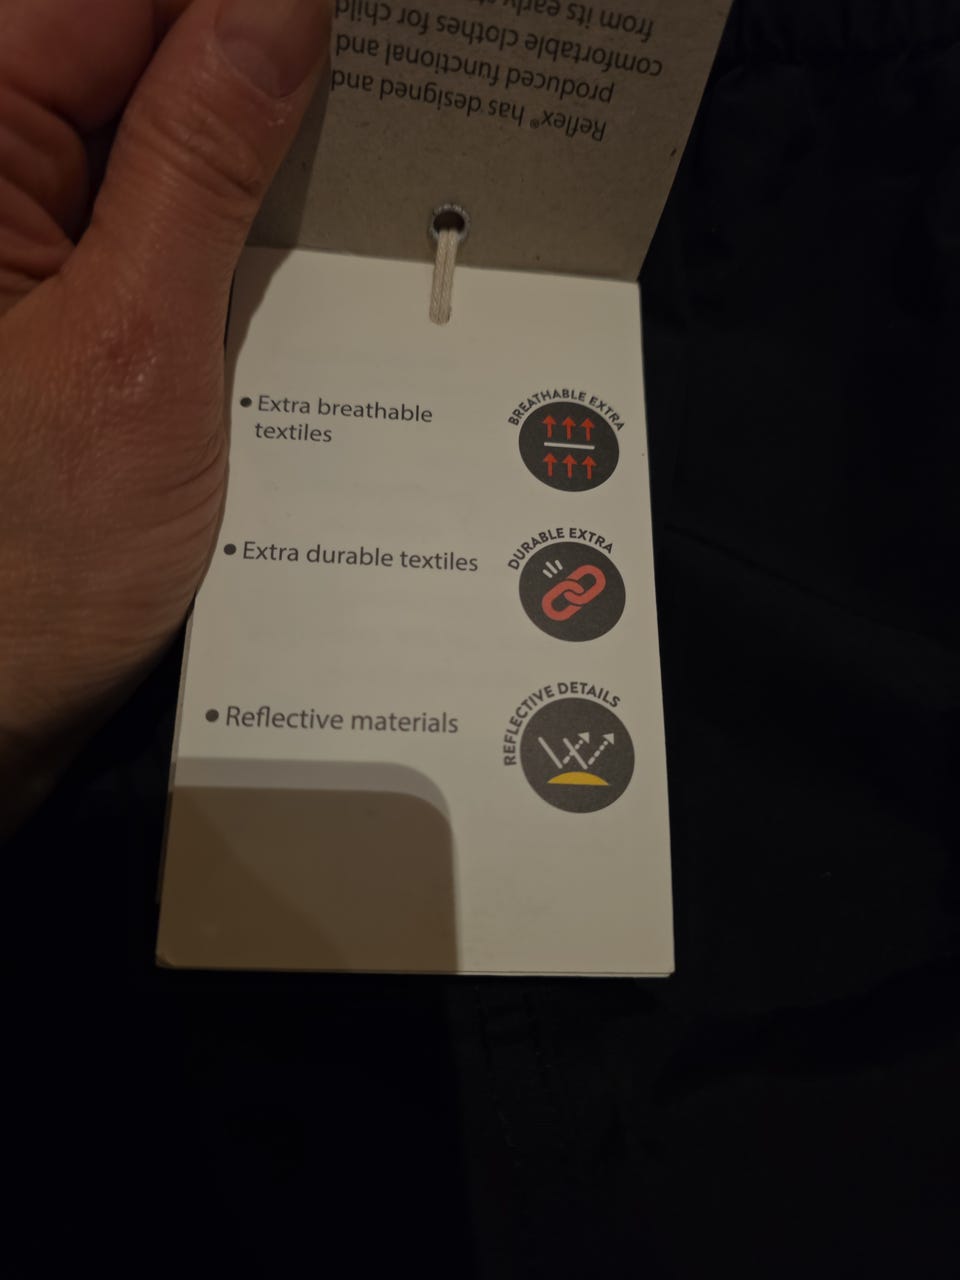 Reflex® has designed and
produced functional and
comfortable clothes for child
from its early
• Extra breathable
textiles
BREATHABLE EXTRA
• Extra durable textiles
DURABLE EXTRA
• Reflective materials
REFLECTIVE DETAILS